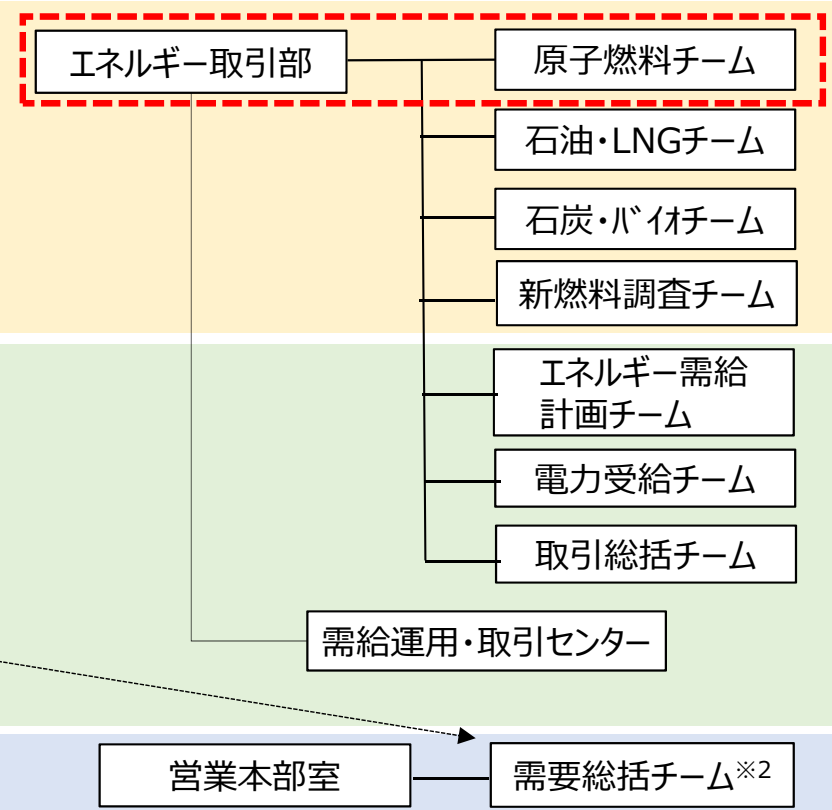 エネルギー取引部
原子燃料チーム
石油・LNGチーム
石炭・バイオチーム
新燃料調査チーム
エネルギー需給
計画チーム
電力受給チーム
取引総括チーム
需給運用・取引センター
営業本部室
需要総括チーム※2